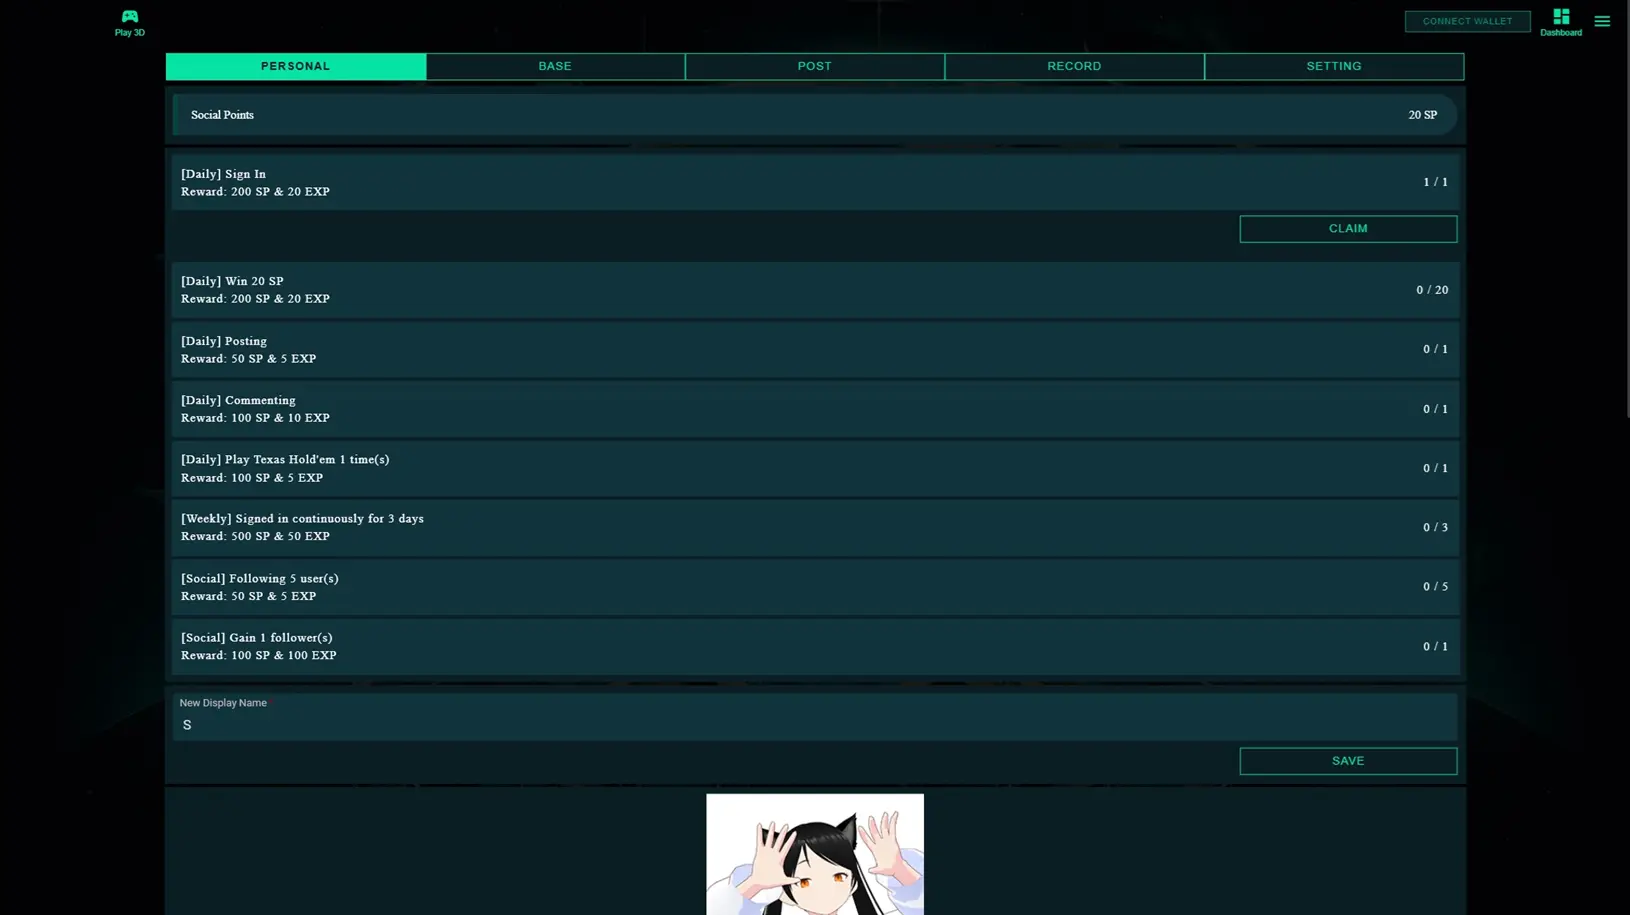 Play 3D
CONNECT WALLET
Dashboard
PERSONAL
BASE
POST
RECORD
SETTING
Social Points
20 SP
[Daily] Sign In
Reward: 200 SP & 20 EXP
1 / 1
CLAIM
[Daily] Win 20 SP
Reward: 200 SP & 20 EXP
0 / 20
[Daily] Posting
Reward: 50 SP & 5 EXP
0 / 1
[Daily] Commenting
Reward: 100 SP & 10 EXP
0 / 1
[Daily] Play Texas Hold'em 1 time(s)
Reward: 100 SP & 5 EXP
0 / 1
[Weekly] Signed in continuously for 3 days
Reward: 500 SP & 50 EXP
0 / 3
[Social] Following 5 user(s)
Reward: 50 SP & 5 EXP
0 / 5
[Social] Gain 1 follower(s)
Reward: 100 SP & 100 EXP
0 / 1
New Display Name *
S
SAVE